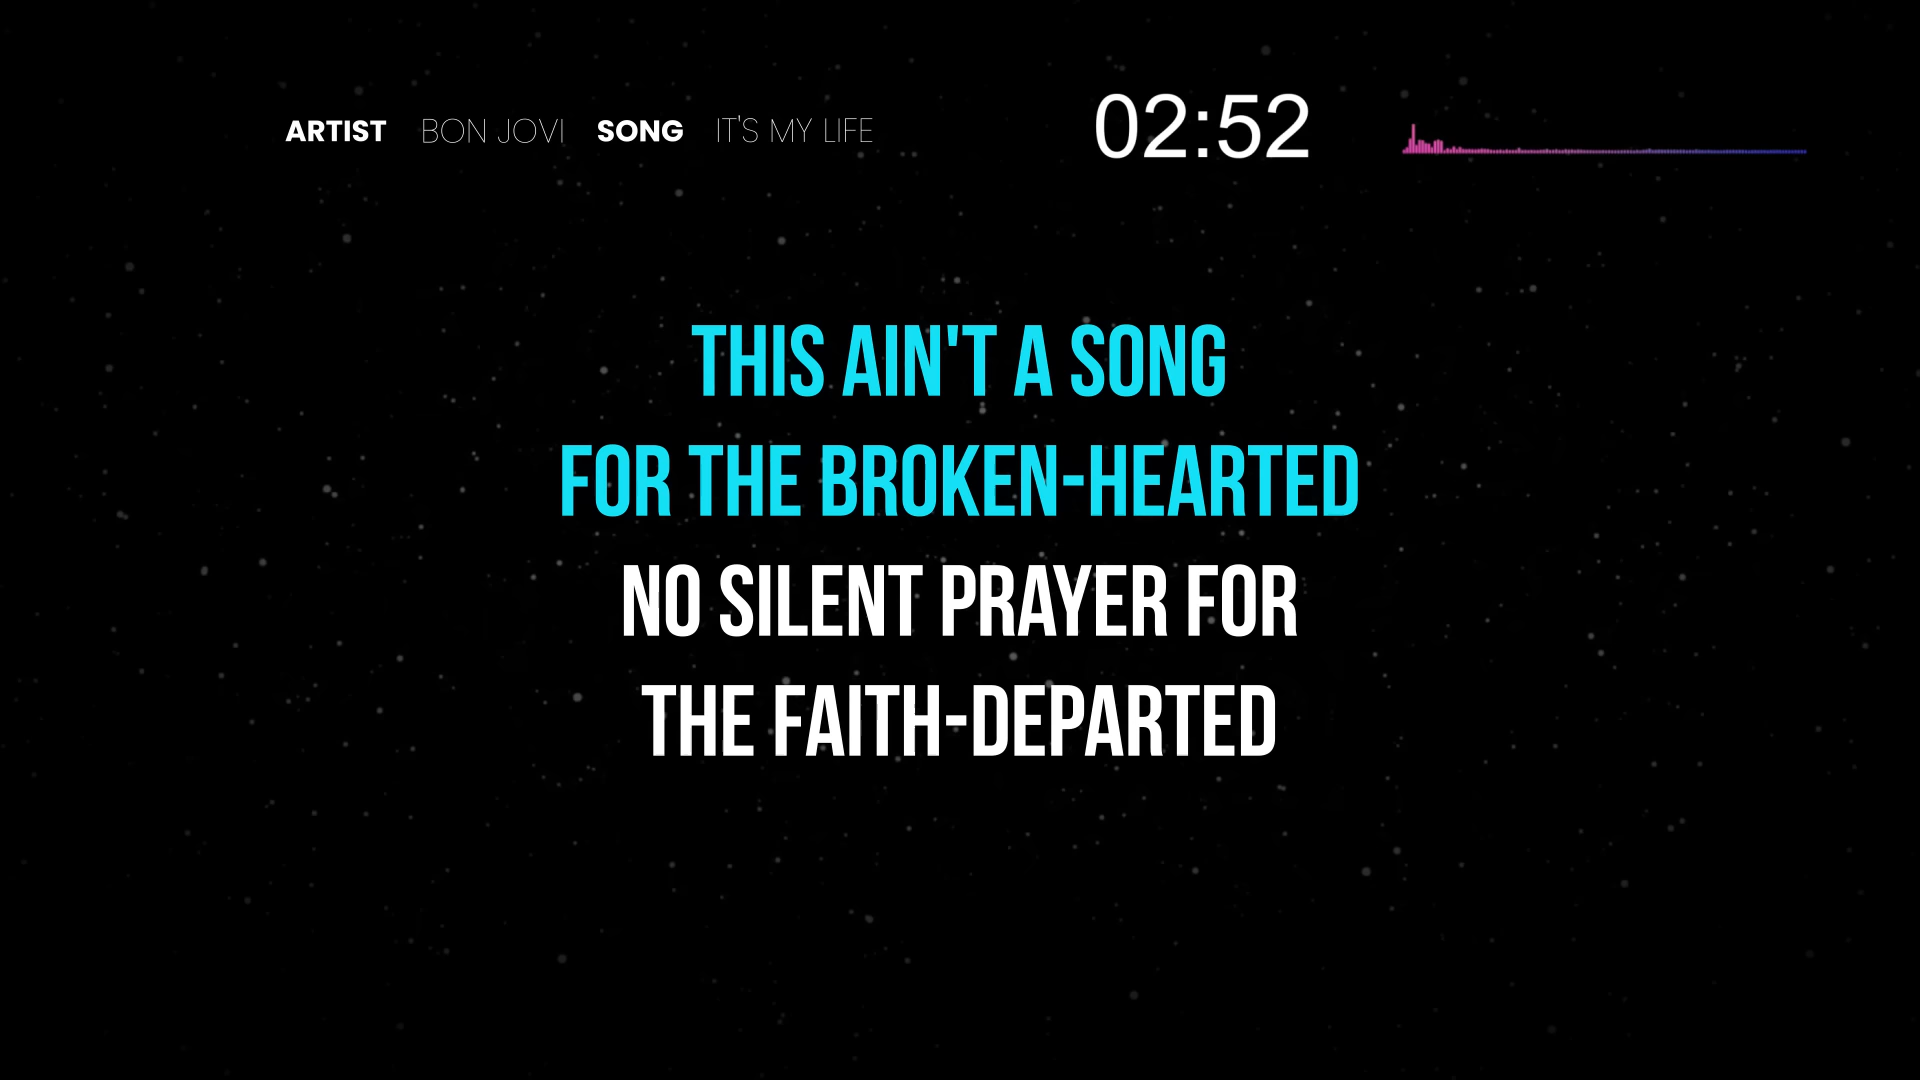 ARTIST BON JOVI SONG IT'S MY LIFE 02:52
THIS AIN'T A SONG
FOR THE BROKEN-HEARTED
NO SILENT PRAYER FOR
THE FAITH-DEPARTED